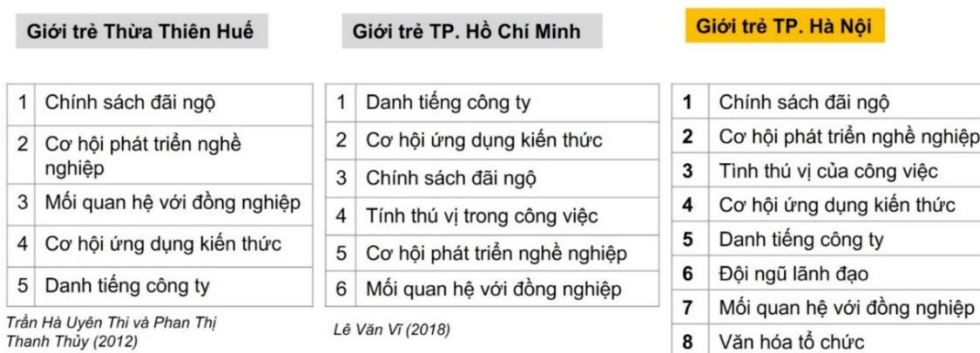 Giới trẻ Thừa Thiên Huế
1 Chính sách đãi ngộ
2 Cơ hội phát triển nghề
nghiệp
3 Mối quan hệ với đồng nghiệp
4 Cơ hội ứng dụng kiến thức
5 Danh tiếng công ty
Trần Hà Uyên Thi và Phan Thị
Thanh Thủy (2012)
Giới trẻ TP. Hồ Chí Minh
1 Danh tiếng công ty
2 Cơ hội ứng dụng kiến thức
3 Chính sách đãi ngộ
4 Tính thú vị trong công việc
5 Cơ hội phát triển nghề nghiệp
6 Mối quan hệ với đồng nghiệp
Lê Văn Vĩ (2018)
Giới trẻ TP. Hà Nội
1 Chính sách đãi ngộ
2 Cơ hội phát triển nghề nghiệp
3 Tình thú vị của công việc
4 Cơ hội ứng dụng kiến thức
5 Danh tiếng công ty
6 Đội ngũ lãnh đạo
7 Mối quan hệ với đồng nghiệp
8 Văn hóa tổ chức